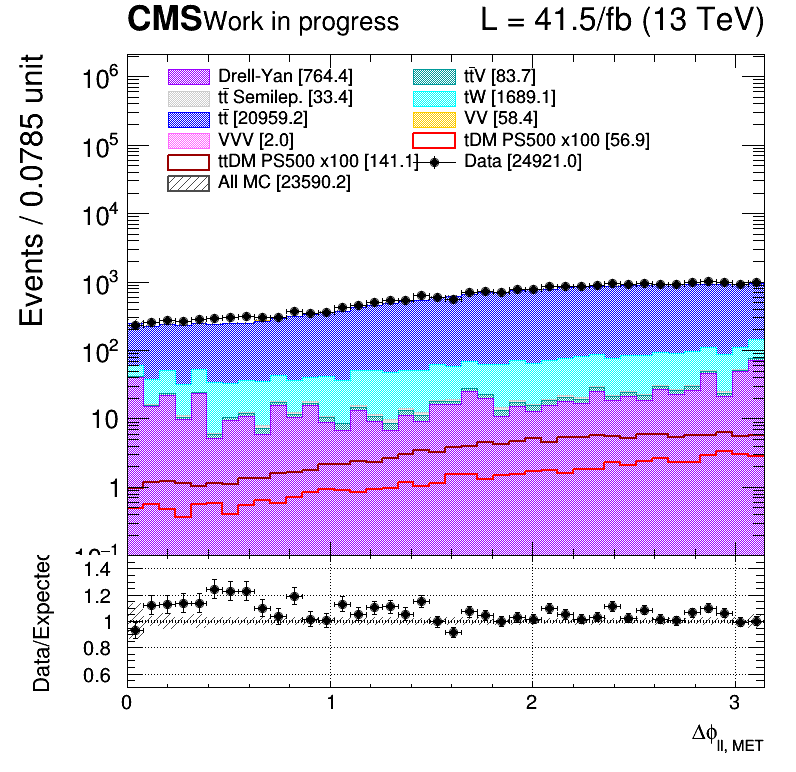 CMS Work in progress L = 41.5/fb (13 TeV)
Events / 0.0785 unit
10⁶
10⁵
10⁴
10³
10²
10
1
10⁻¹
Drell-Yan [764.4] tt̄V [83.7]
tt̄ Semilep. [33.4] tW [1689.1]
tt̄ [20959.2] VV [58.4]
VVV [2.0] tDM PS500 x100 [56.9]
ttDM PS500 x100 [141.1] Data [24921.0]
All MC [23590.2]
Data/Expected
1.4
1.2
1
0.8
0.6
0 1 2 3
Δϕ_ll, MET